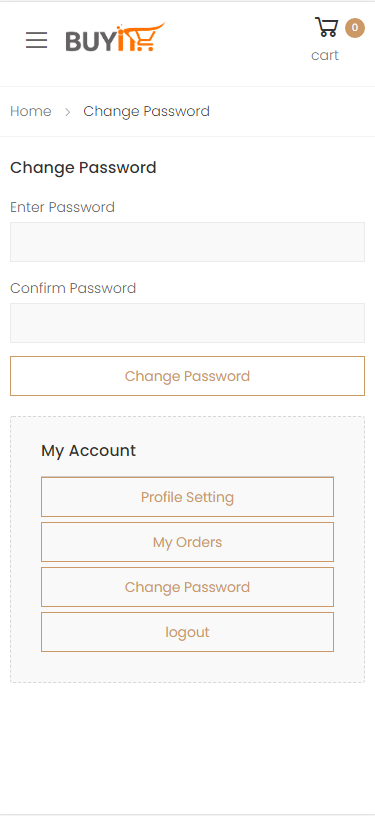 BUYiT
0
cart
Home > Change Password
Change Password
Enter Password
Confirm Password
Change Password
My Account
Profile Setting
My Orders
Change Password
logout